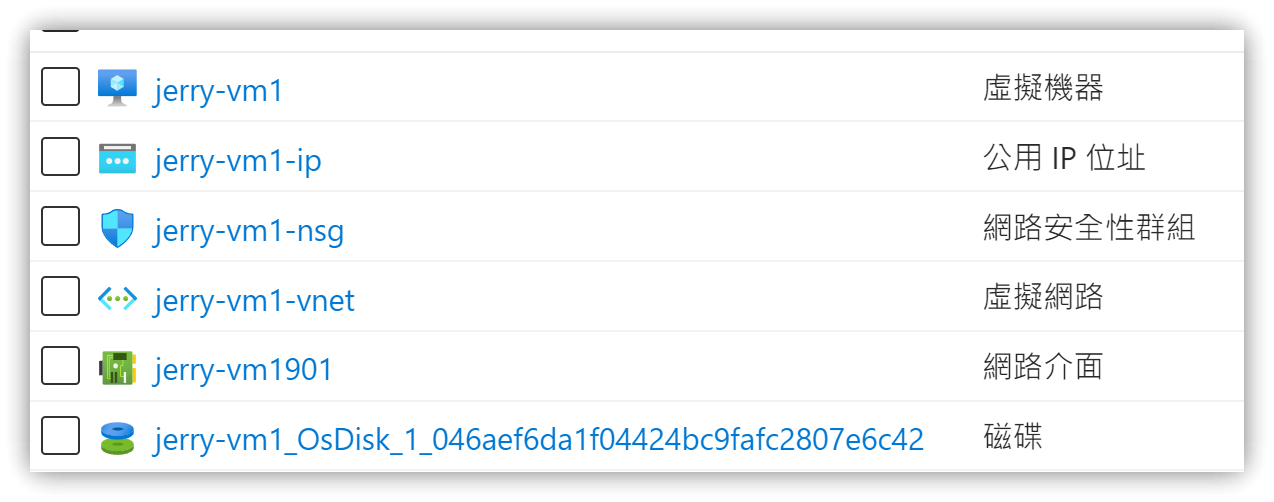 jerry-vm1 虛擬機器
jerry-vm1-ip 公用 IP 位址
jerry-vm1-nsg 網路安全性群組
jerry-vm1-vnet 虛擬網路
jerry-vm1901 網路介面
jerry-vm1_OsDisk_1_046aef6da1f04424bc9fafc2807e6c42 磁碟